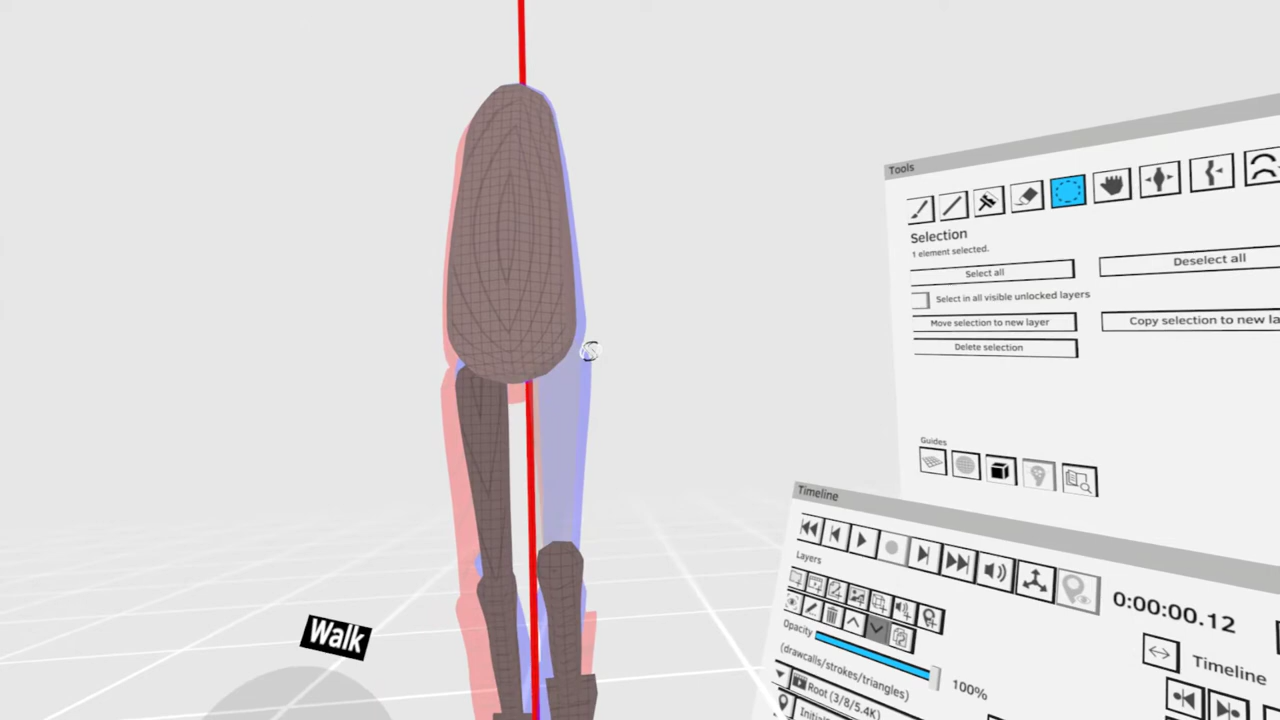 Tools
Selection
1 element selected.
Select all
Deselect all
Select in all visible unlocked layers
Move selection to new layer
Copy selection to new la
Delete selection
Guides
Timeline
Layers
0:00:00.12
Opacity
100%
Timeline
(drawcalls/strokes/triangles)
Root (3/8/5.4K)
Walk